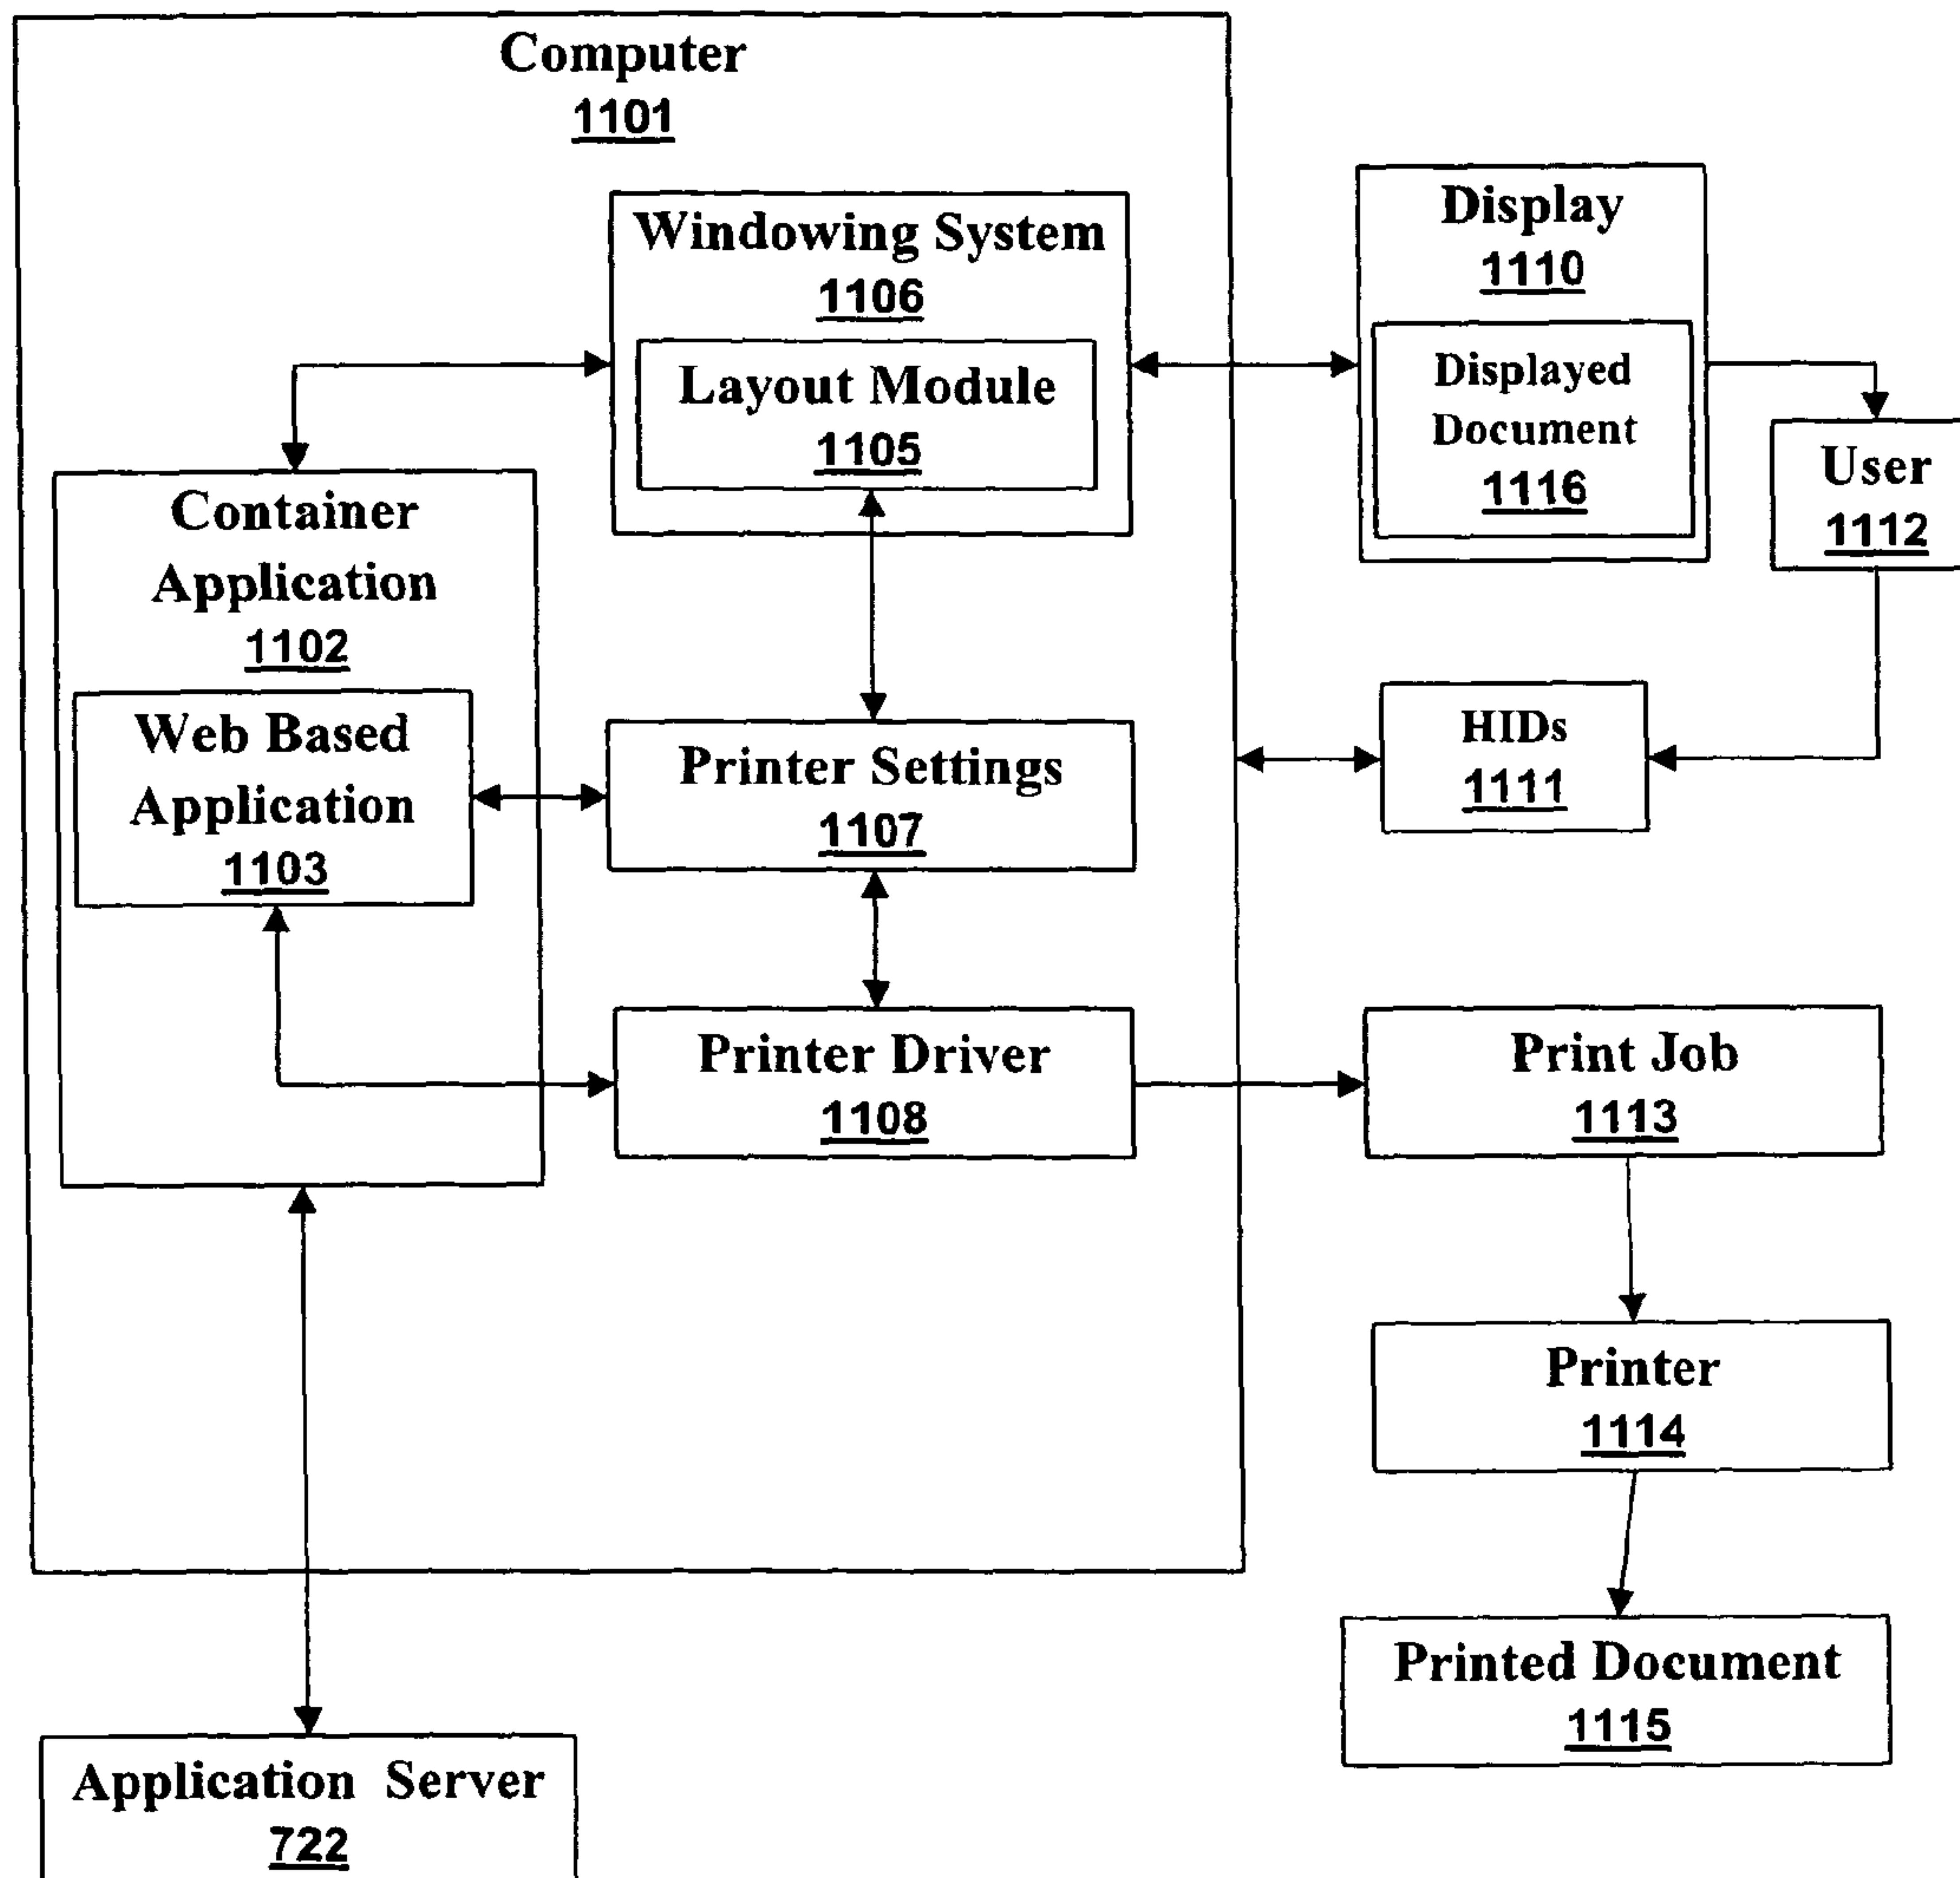 Computer
1101
Windowing System
1106
Layout Module
1105
Display
1110
Displayed
Document
1116
User
1112
Container
Application
1102
Web Based
Application
1103
Printer Settings
1107
HIDs
1111
Printer Driver
1108
Print Job
1113
Printer
1114
Printed Document
1115
Application Server
722